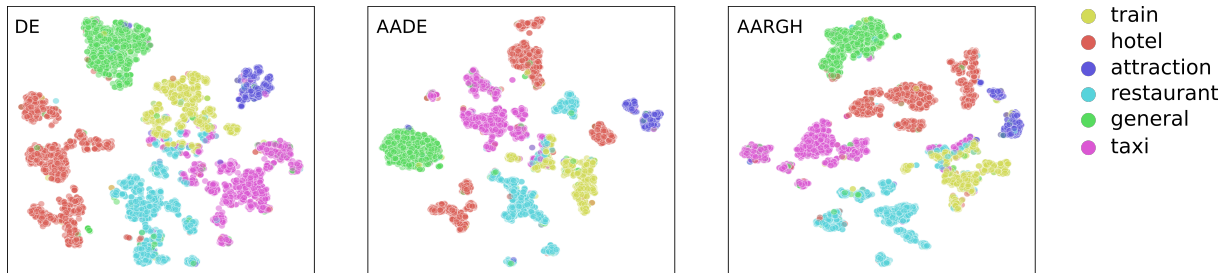 DE
AADE
AARGH
train
hotel
attraction
restaurant
general
taxi